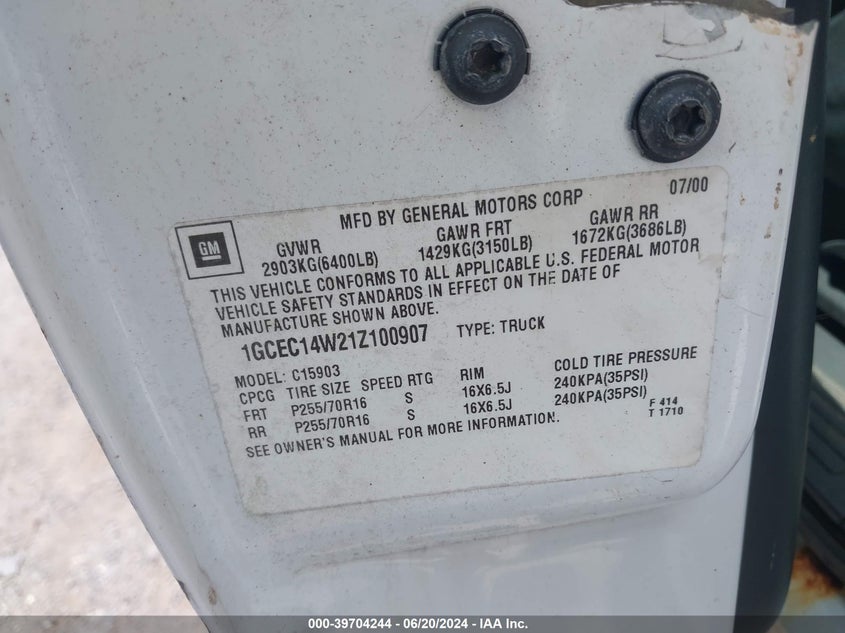 07/00
MFD BY GENERAL MOTORS CORP
GM
GVWR GAWR FRT GAWR RR
2903KG(6400LB) 1429KG(3150LB) 1672KG(3686LB)
THIS VEHICLE CONFORMS TO ALL APPLICABLE U.S. FEDERAL MOTOR
VEHICLE SAFETY STANDARDS IN EFFECT ON THE DATE OF
MANUFACTURE SHOWN ABOVE.
1GCEC14W21Z100907 TYPE: TRUCK
MODEL: C15903
CPCG TIRE SIZE SPEED RTG RIM COLD TIRE PRESSURE
FRT P255/70R16 S 16X6.5J 240KPA(35PSI)
RR P255/70R16 S 16X6.5J 240KPA(35PSI)
SEE OWNER'S MANUAL FOR MORE INFORMATION.
F 414
T 1710
000-39704244 - 06/20/2024 - IAA Inc.